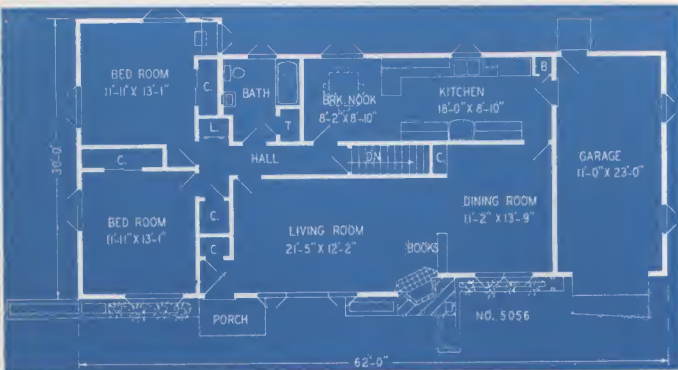 BED ROOM
11'-11" X 13'-1"
C.
L.
BATH
T
BRK. NOOK
8'-2" X 8'-10"
KITCHEN
18'-0" X 8'-10"
B
30'-0"
C.
HALL
DN.
C.
GARAGE
11'-0" X 23'-0"
BED ROOM
11'-11" X 13'-1"
C.
C.
LIVING ROOM
21'-5" X 12'-2"
BOOKS
DINING ROOM
11'-2" X 13'-9"
PORCH
NO. 5056
62'-0"